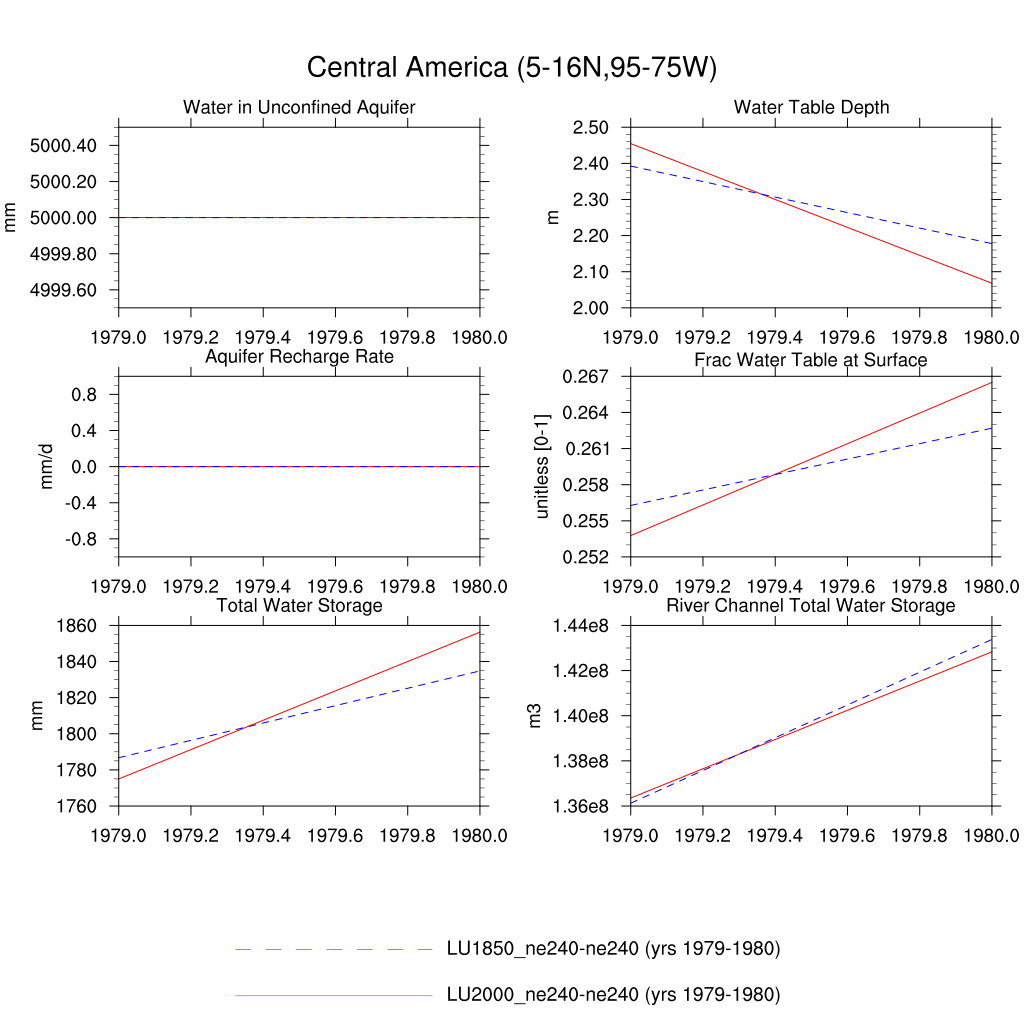 Central America (5-16N,95-75W)
Water in Unconfined Aquifer
mm
5000.40
5000.20
5000.00
4999.80
4999.60
1979.0 1979.2 1979.4 1979.6 1979.8 1980.0
Water Table Depth
m
2.50
2.40
2.30
2.20
2.10
2.00
1979.0 1979.2 1979.4 1979.6 1979.8 1980.0
Aquifer Recharge Rate
mm/d
0.8
0.4
0.0
-0.4
-0.8
1979.0 1979.2 1979.4 1979.6 1979.8 1980.0
Frac Water Table at Surface
unitless [0-1]
0.267
0.264
0.261
0.258
0.255
0.252
1979.0 1979.2 1979.4 1979.6 1979.8 1980.0
Total Water Storage
mm
1860
1840
1820
1800
1780
1760
1979.0 1979.2 1979.4 1979.6 1979.8 1980.0
River Channel Total Water Storage
m3
1.44e8
1.42e8
1.40e8
1.38e8
1.36e8
1979.0 1979.2 1979.4 1979.6 1979.8 1980.0
LU1850_ne240-ne240 (yrs 1979-1980)
LU2000_ne240-ne240 (yrs 1979-1980)